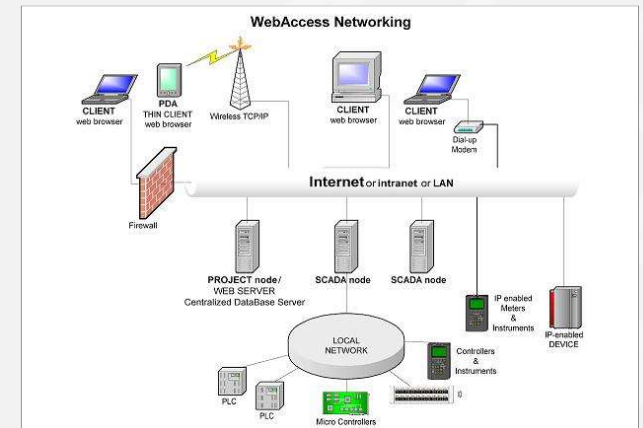 WebAccess Networking
CLIENT
web browser
PDA
THIN CLIENT
web browser
Wireless TCP/IP
CLIENT
web browser
CLIENT
web browser
Dial-up
Modem
Firewall
Internet or intranet or LAN
PROJECT node/
WEB SERVER
Centralized DataBase Server
SCADA node
SCADA node
IP enabled
Meters
&
Instruments
IP-enabled
DEVICE
LOCAL
NETWORK
Controllers
&
Instruments
PLC
PLC
Micro Controllers